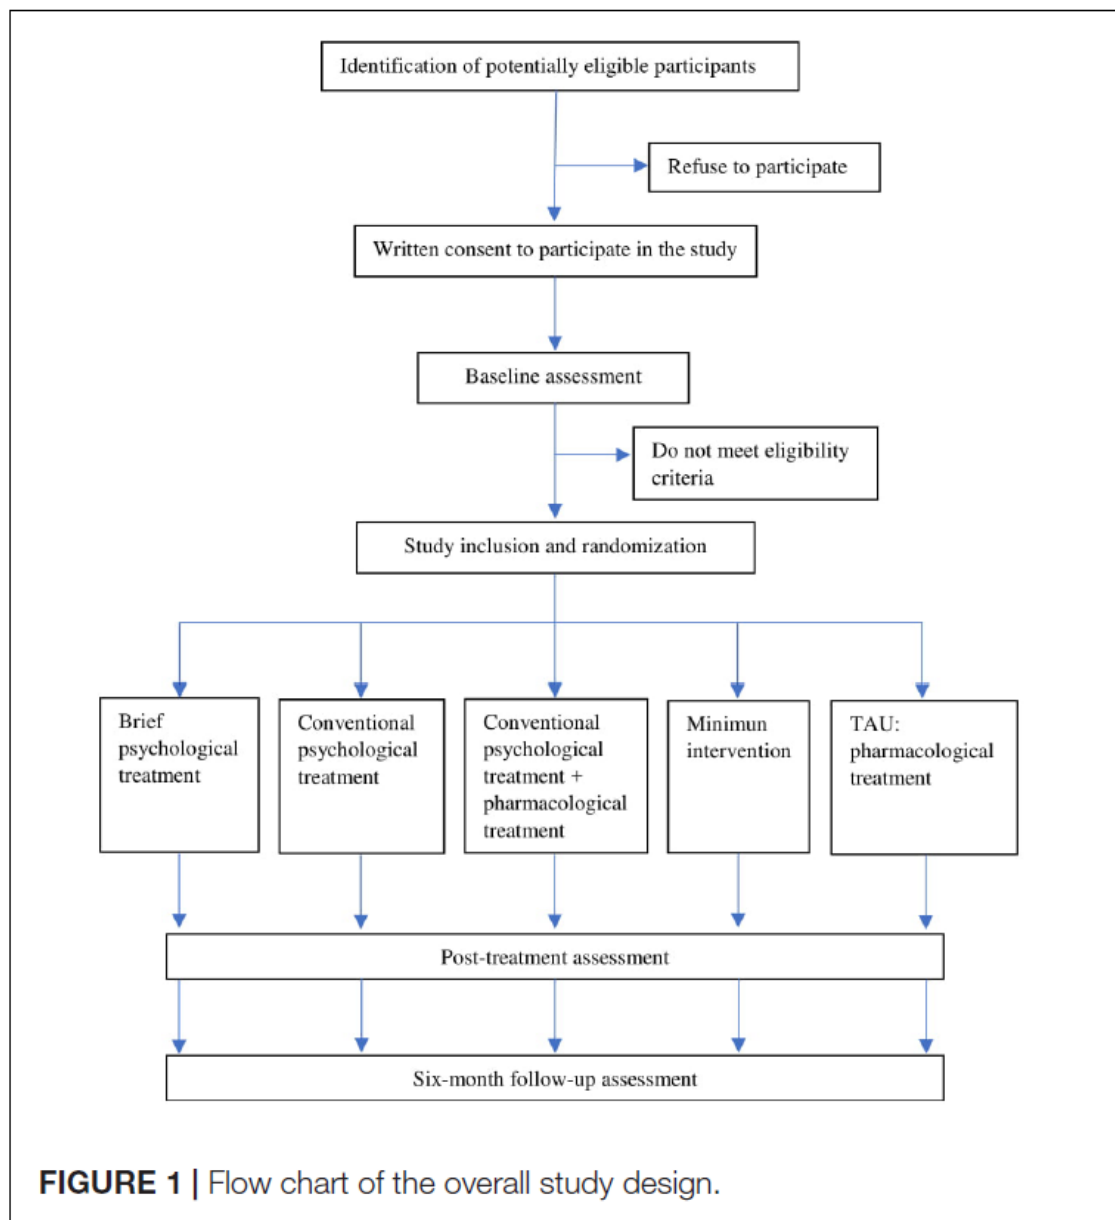 Identification of potentially eligible participants
Refuse to participate
Written consent to participate in the study
Baseline assessment
Do not meet eligibility
criteria
Study inclusion and randomization
Brief
psychological
treatment
Conventional
psychological
treatment
Conventional
psychological
treatment +
pharmacological
treatment
Minimun
intervention
TAU:
pharmacological
treatment
Post-treatment assessment
Six-month follow-up assessment
FIGURE 1 | Flow chart of the overall study design.